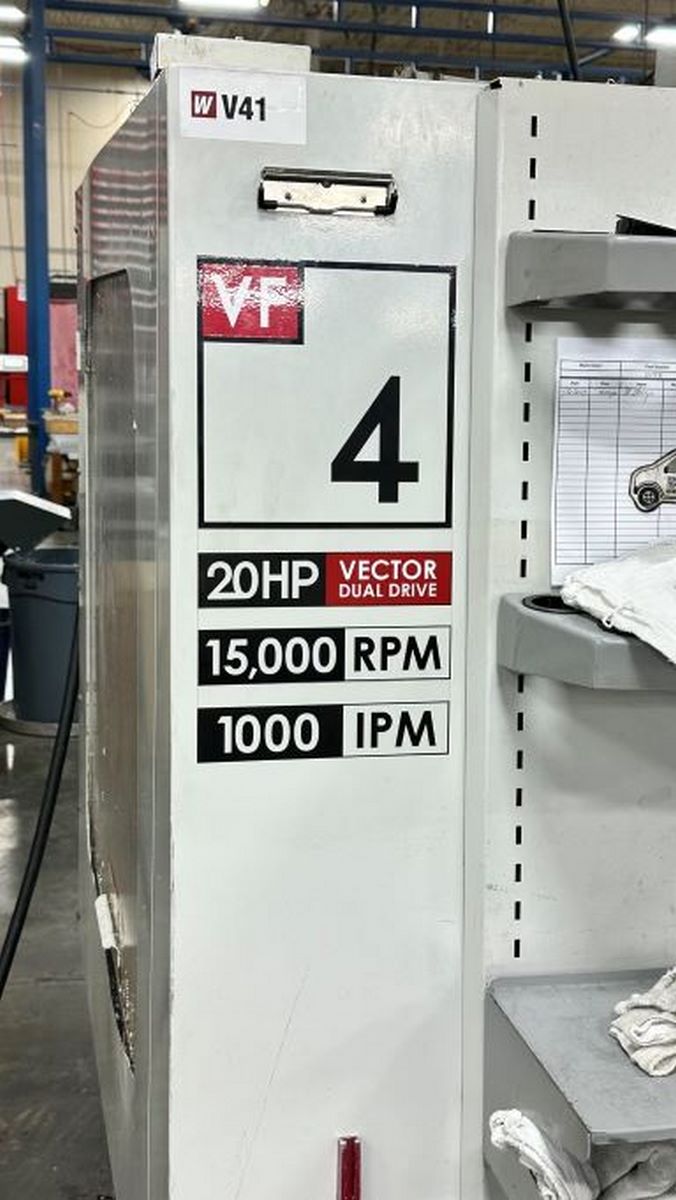 W V41
VF
4
20HP VECTOR
DUAL DRIVE
15,000 RPM
1000 IPM